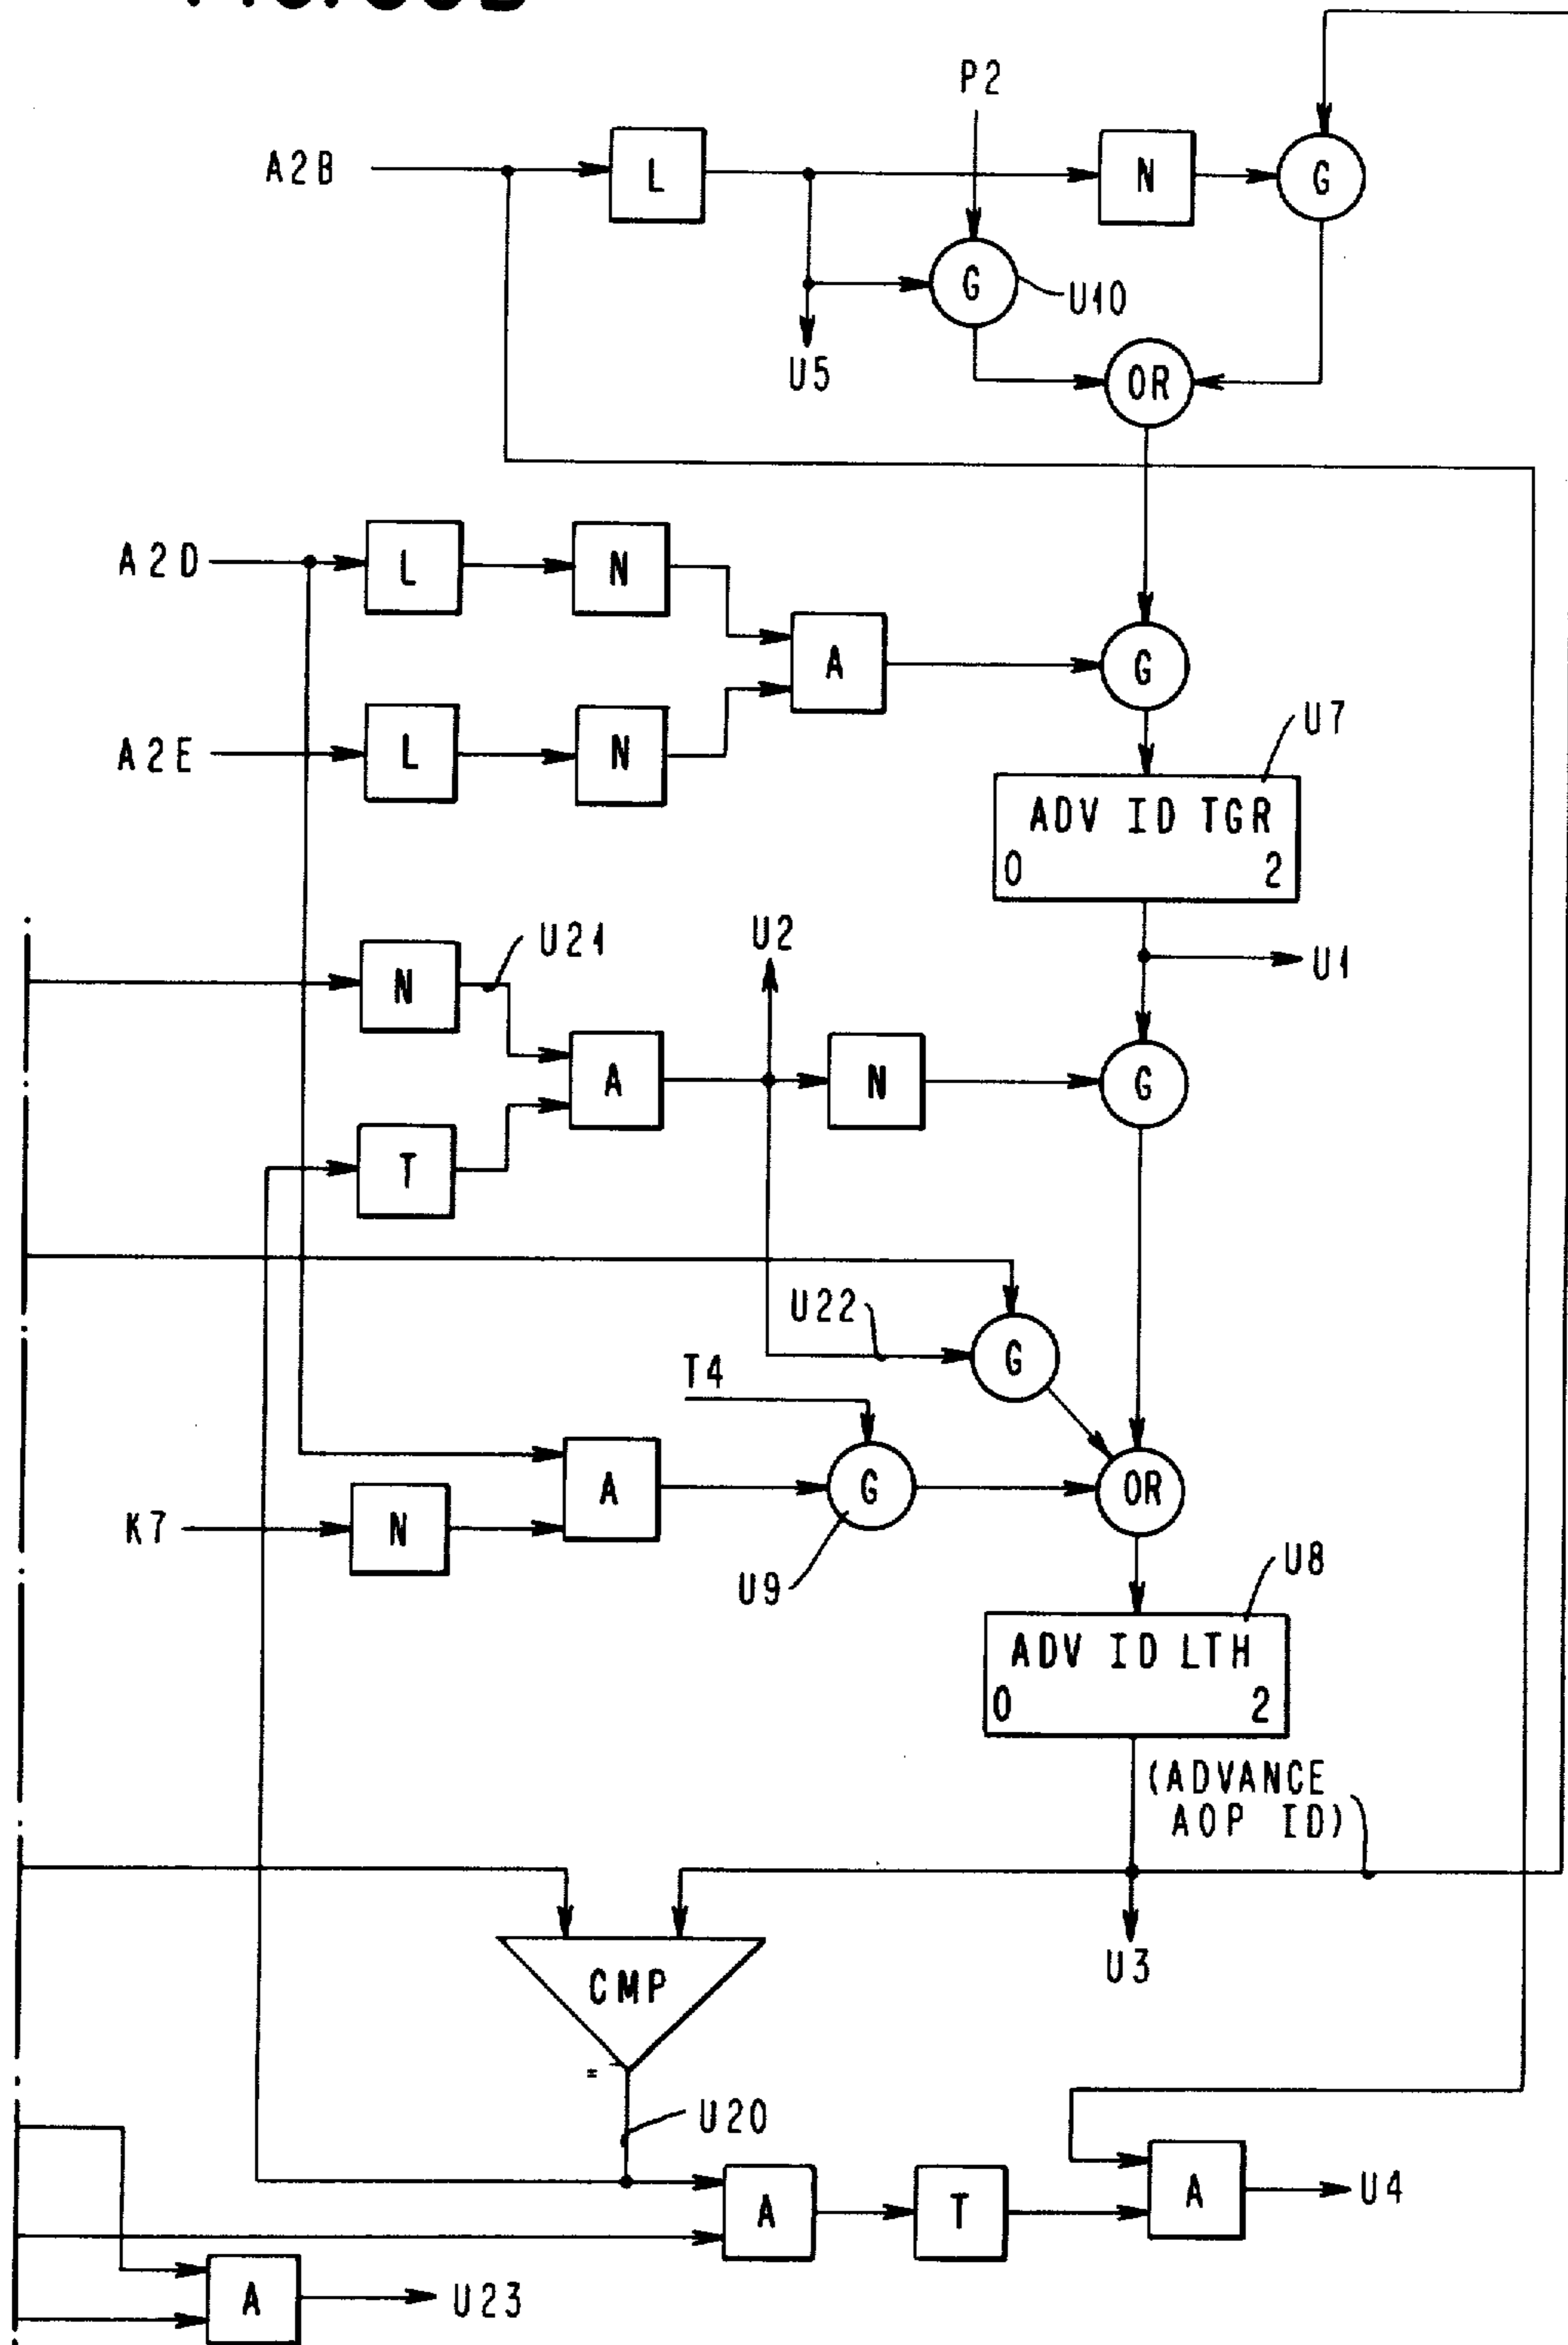 P2
A2B
L
N
G
G
U10
U5
OR
A2D
L
N
A
G
A2E
L
N
U7
ADV ID TGR
0 2
U2
U21
N
U1
A
N
G
T
U22
G
T4
A
G
OR
K7
N
U9
U8
ADV ID LTH
0 2
(ADVANCE
AOP ID)
U3
CMP
=
U20
A
T
A
U4
A
U23